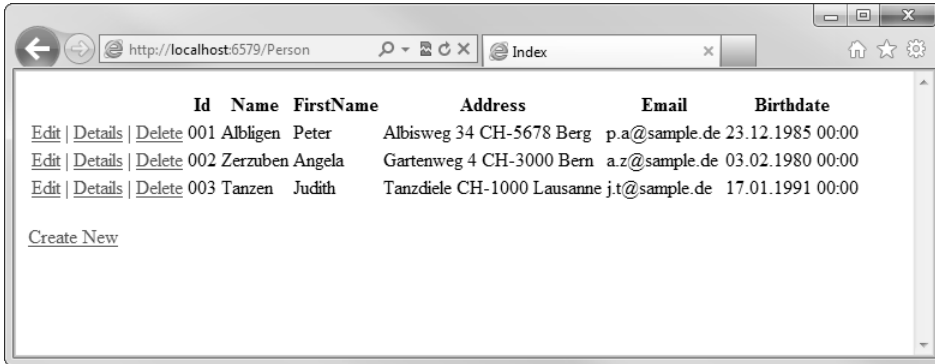 http://localhost:6579/Person Index
Id Name FirstName Address Email Birthdate
Edit | Details | Delete 001 Albligen Peter Albisweg 34 CH-5678 Berg p.a@sample.de 23.12.1985 00:00
Edit | Details | Delete 002 Zerzuben Angela Gartenweg 4 CH-3000 Bern a.z@sample.de 03.02.1980 00:00
Edit | Details | Delete 003 Tanzen Judith Tanzdiele CH-1000 Lausanne j.t@sample.de 17.01.1991 00:00
Create New